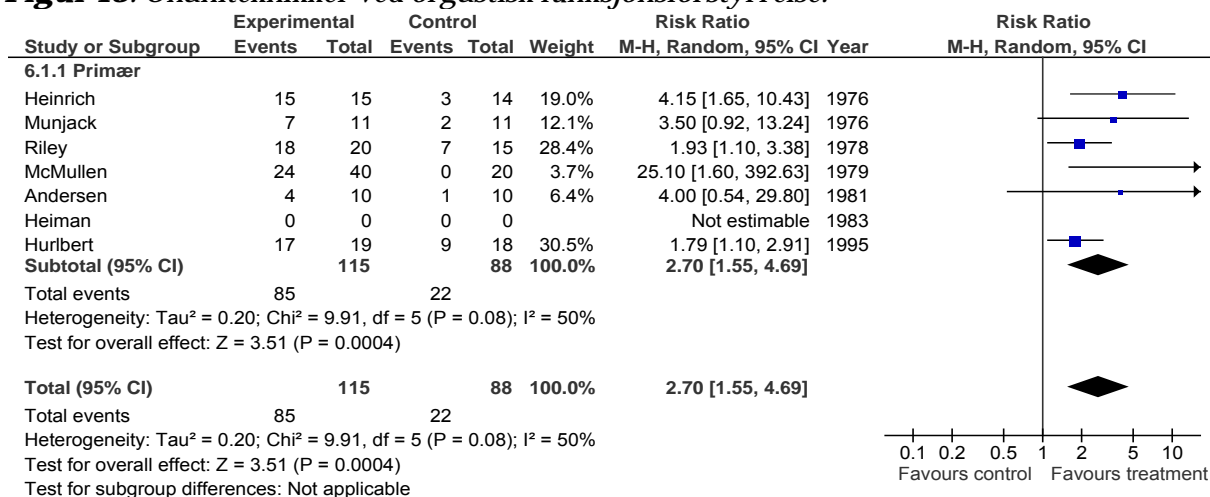 Figur 13. Onaniteknikker ved orgastisk funksjonsforstyrrelse.
Experimental Control Risk Ratio Risk Ratio
Study or Subgroup Events Total Events Total Weight M-H, Random, 95% CI Year M-H, Random, 95% CI
6.1.1 Primær
Heinrich 15 15 3 14 19.0% 4.15 [1.65, 10.43] 1976
Munjack 7 11 2 11 12.1% 3.50 [0.92, 13.24] 1976
Riley 18 20 7 15 28.4% 1.93 [1.10, 3.38] 1978
McMullen 24 40 0 20 3.7% 25.10 [1.60, 392.63] 1979
Andersen 4 10 1 10 6.4% 4.00 [0.54, 29.80] 1981
Heiman 0 0 0 0 Not estimable 1983
Hurlbert 17 19 9 18 30.5% 1.79 [1.10, 2.91] 1995
Subtotal (95% CI) 115 88 100.0% 2.70 [1.55, 4.69]
Total events 85 22
Heterogeneity: Tau² = 0.20; Chi² = 9.91, df = 5 (P = 0.08); I² = 50%
Test for overall effect: Z = 3.51 (P = 0.0004)
Total (95% CI) 115 88 100.0% 2.70 [1.55, 4.69]
Total events 85 22
Heterogeneity: Tau² = 0.20; Chi² = 9.91, df = 5 (P = 0.08); I² = 50%
Test for overall effect: Z = 3.51 (P = 0.0004)
Test for subgroup differences: Not applicable
0.1 0.2 0.5 1 2 5 10
Favours control Favours treatment